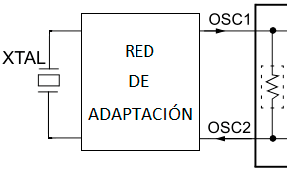 OSC1
XTAL
RED
DE
ADAPTACIÓN
OSC2